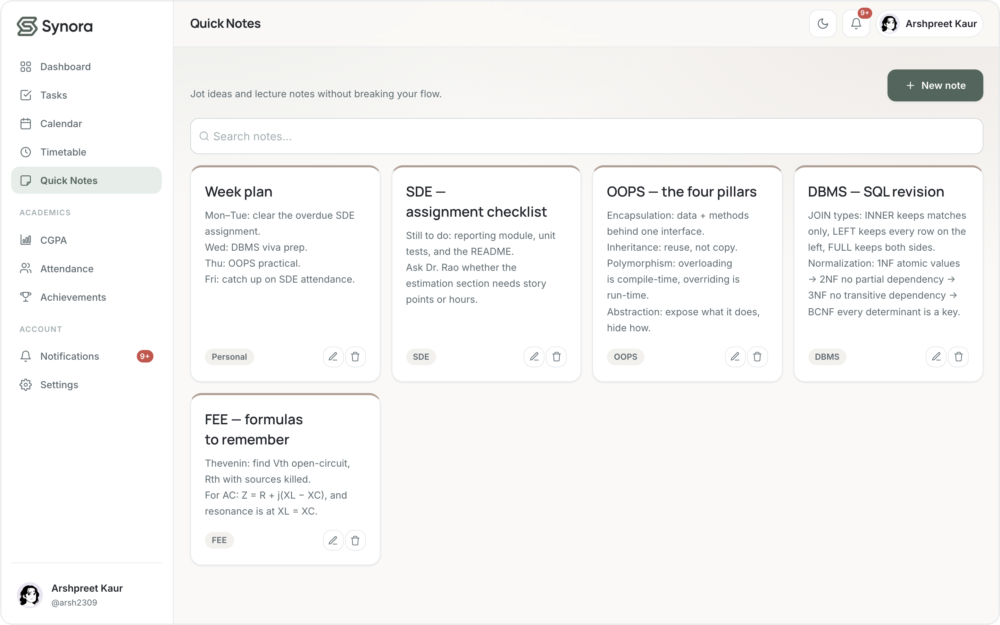 Synora
Dashboard
Tasks
Calendar
Timetable
Quick Notes
ACADEMICS
CGPA
Attendance
Achievements
ACCOUNT
Notifications
9+
Settings
Arshpreet Kaur
@arsh2309
Quick Notes
9+
Arshpreet Kaur
Jot ideas and lecture notes without breaking your flow.
+ New note
Search notes...
Week plan
Mon–Tue: clear the overdue SDE
assignment.
Wed: DBMS viva prep.
Thu: OOPS practical.
Fri: catch up on SDE attendance.
Personal
SDE —
assignment checklist
Still to do: reporting module, unit
tests, and the README.
Ask Dr. Rao whether the
estimation section needs story
points or hours.
SDE
OOPS — the four pillars
Encapsulation: data + methods
behind one interface.
Inheritance: reuse, not copy.
Polymorphism: overloading
is compile-time, overriding is
run-time.
Abstraction: expose what it does,
hide how.
OOPS
DBMS — SQL revision
JOIN types: INNER keeps matches
only, LEFT keeps every row on the
left, FULL keeps both sides.
Normalization: 1NF atomic values
→ 2NF no partial dependency →
3NF no transitive dependency →
BCNF every determinant is a key.
DBMS
FEE — formulas
to remember
Thevenin: find Vth open-circuit,
Rth with sources killed.
For AC: Z = R + j(XL − XC), and
resonance is at XL = XC.
FEE